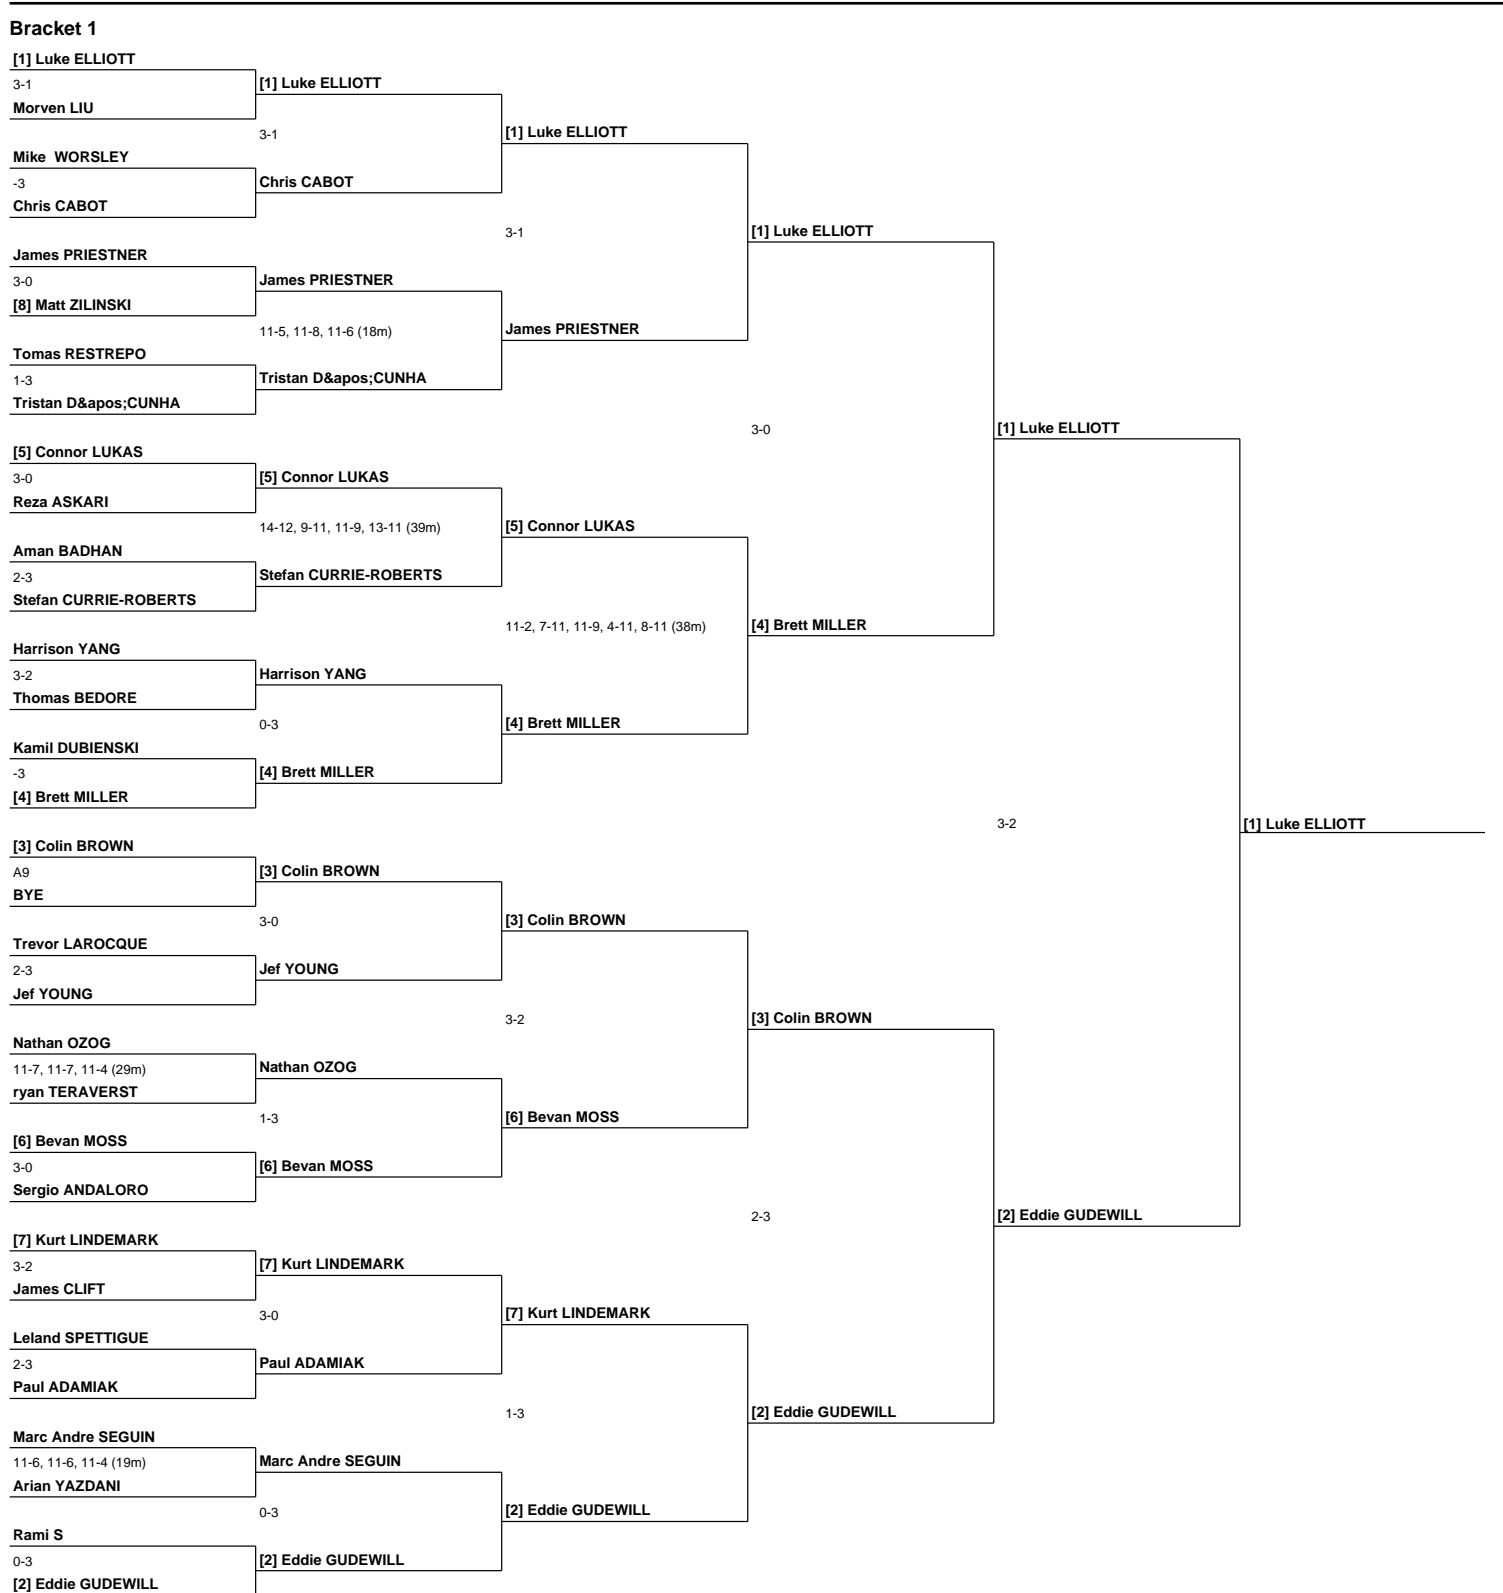 Bracket 1
[1] Luke ELLIOTT
3-1
Morven LIU
Mike  WORSLEY
-3
Chris CABOT
James PRIESTNER
3-0
[8] Matt ZILINSKI
Tomas RESTREPO
1-3
Tristan D&apos;CUNHA
[5] Connor LUKAS
3-0
Reza ASKARI
Aman BADHAN
2-3
Stefan CURRIE-ROBERTS
Harrison YANG
3-2
Thomas BEDORE
Kamil DUBIENSKI
-3
[4] Brett MILLER
[3] Colin BROWN
A9
BYE
Trevor LAROCQUE
2-3
Jef YOUNG
Nathan OZOG
11-7, 11-7, 11-4 (29m)
ryan TERAVERST
[6] Bevan MOSS
3-0
Sergio ANDALORO
[7] Kurt LINDEMARK
3-2
James CLIFT
Leland SPETTIGUE
2-3
Paul ADAMIAK
Marc Andre SEGUIN
11-6, 11-6, 11-4 (19m)
Arian YAZDANI
Rami S
0-3
[2] Eddie GUDEWILL
[1] Luke ELLIOTT
3-1
Chris CABOT
James PRIESTNER
11-5, 11-8, 11-6 (18m)
Tristan D&apos;CUNHA
[5] Connor LUKAS
14-12, 9-11, 11-9, 13-11 (39m)
Stefan CURRIE-ROBERTS
Harrison YANG
0-3
[4] Brett MILLER
[3] Colin BROWN
3-0
Jef YOUNG
Nathan OZOG
1-3
[6] Bevan MOSS
[7] Kurt LINDEMARK
3-0
Paul ADAMIAK
Marc Andre SEGUIN
0-3
[2] Eddie GUDEWILL
[1] Luke ELLIOTT
3-1
James PRIESTNER
[5] Connor LUKAS
11-2, 7-11, 11-9, 4-11, 8-11 (38m)
[4] Brett MILLER
[3] Colin BROWN
3-2
[6] Bevan MOSS
[7] Kurt LINDEMARK
1-3
[2] Eddie GUDEWILL
[1] Luke ELLIOTT
3-0
[4] Brett MILLER
[3] Colin BROWN
2-3
[2] Eddie GUDEWILL
[1] Luke ELLIOTT
3-2
[2] Eddie GUDEWILL
[1] Luke ELLIOTT